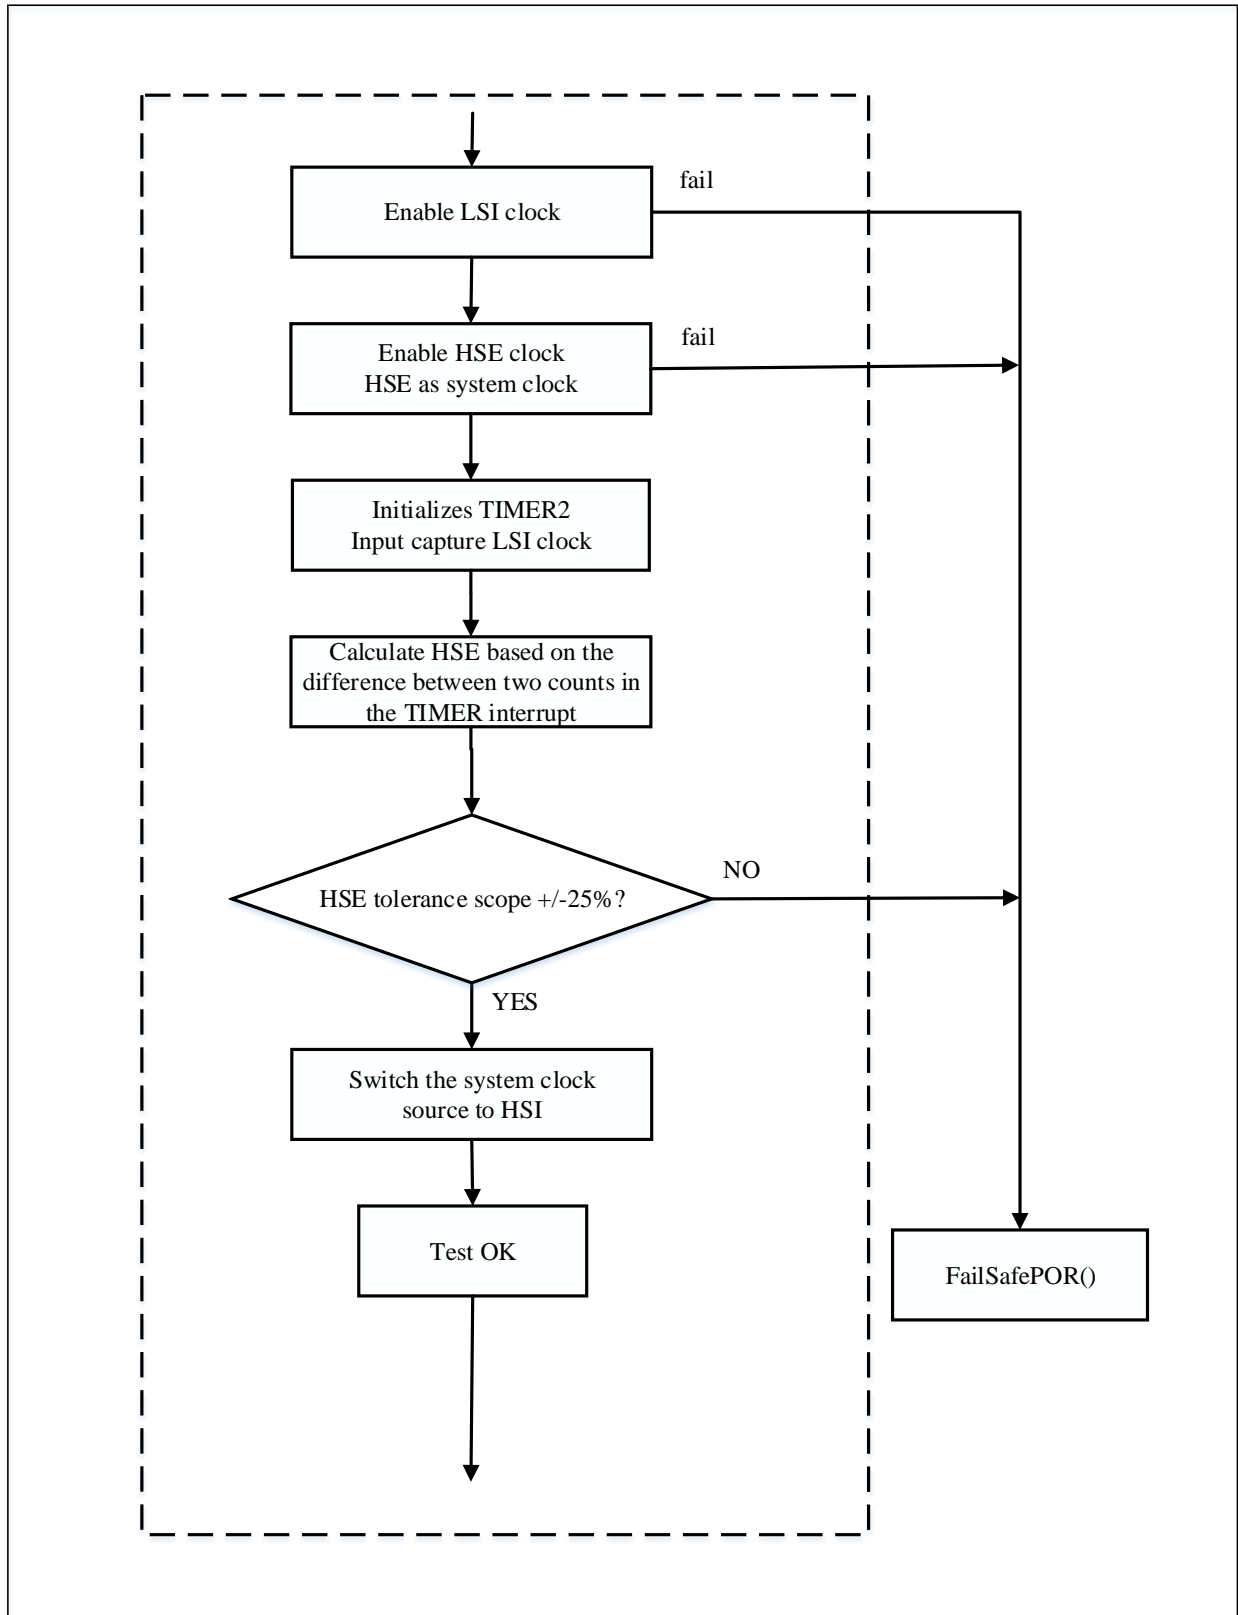 fail
Enable LSI clock
fail
Enable HSE clock
HSE as system clock
Initializes TIMER2
Input capture LSI clock
Calculate HSE based on the
difference between two counts in
the TIMER interrupt
NO
HSE tolerance scope +/-25%?
YES
Switch the system clock
source to HSI
Test OK
FailSafePOR()